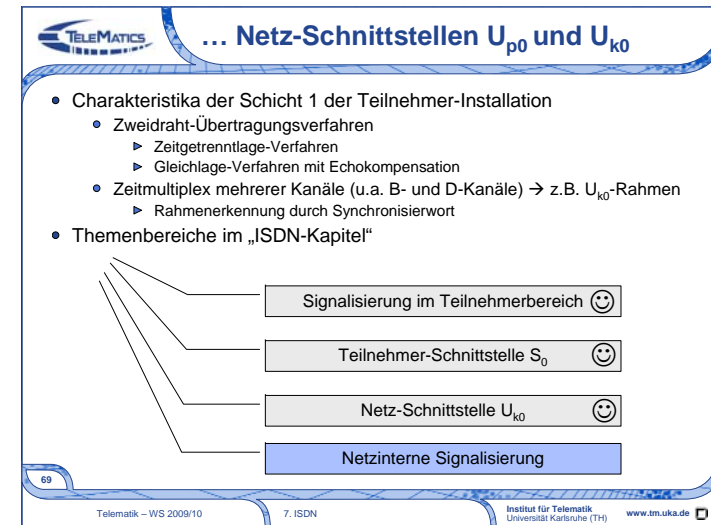 TELEMATICS
… Netz-Schnittstellen Up0 und Uk0
• Charakteristika der Schicht 1 der Teilnehmer-Installation
• Zweidraht-Übertragungsverfahren
► Zeitgetrenntlage-Verfahren
► Gleichlage-Verfahren mit Echokompensation
• Zeitmultiplex mehrerer Kanäle (u.a. B- und D-Kanäle) → z.B. Uk0-Rahmen
► Rahmenerkennung durch Synchronisierwort
• Themenbereiche im „ISDN-Kapitel“
Signalisierung im Teilnehmerbereich ☺
Teilnehmer-Schnittstelle S0 ☺
Netz-Schnittstelle Uk0 ☺
Netzinterne Signalisierung
69
Telematik – WS 2009/10
7. ISDN
Institut für Telematik
Universität Karlsruhe (TH)
www.tm.uka.de